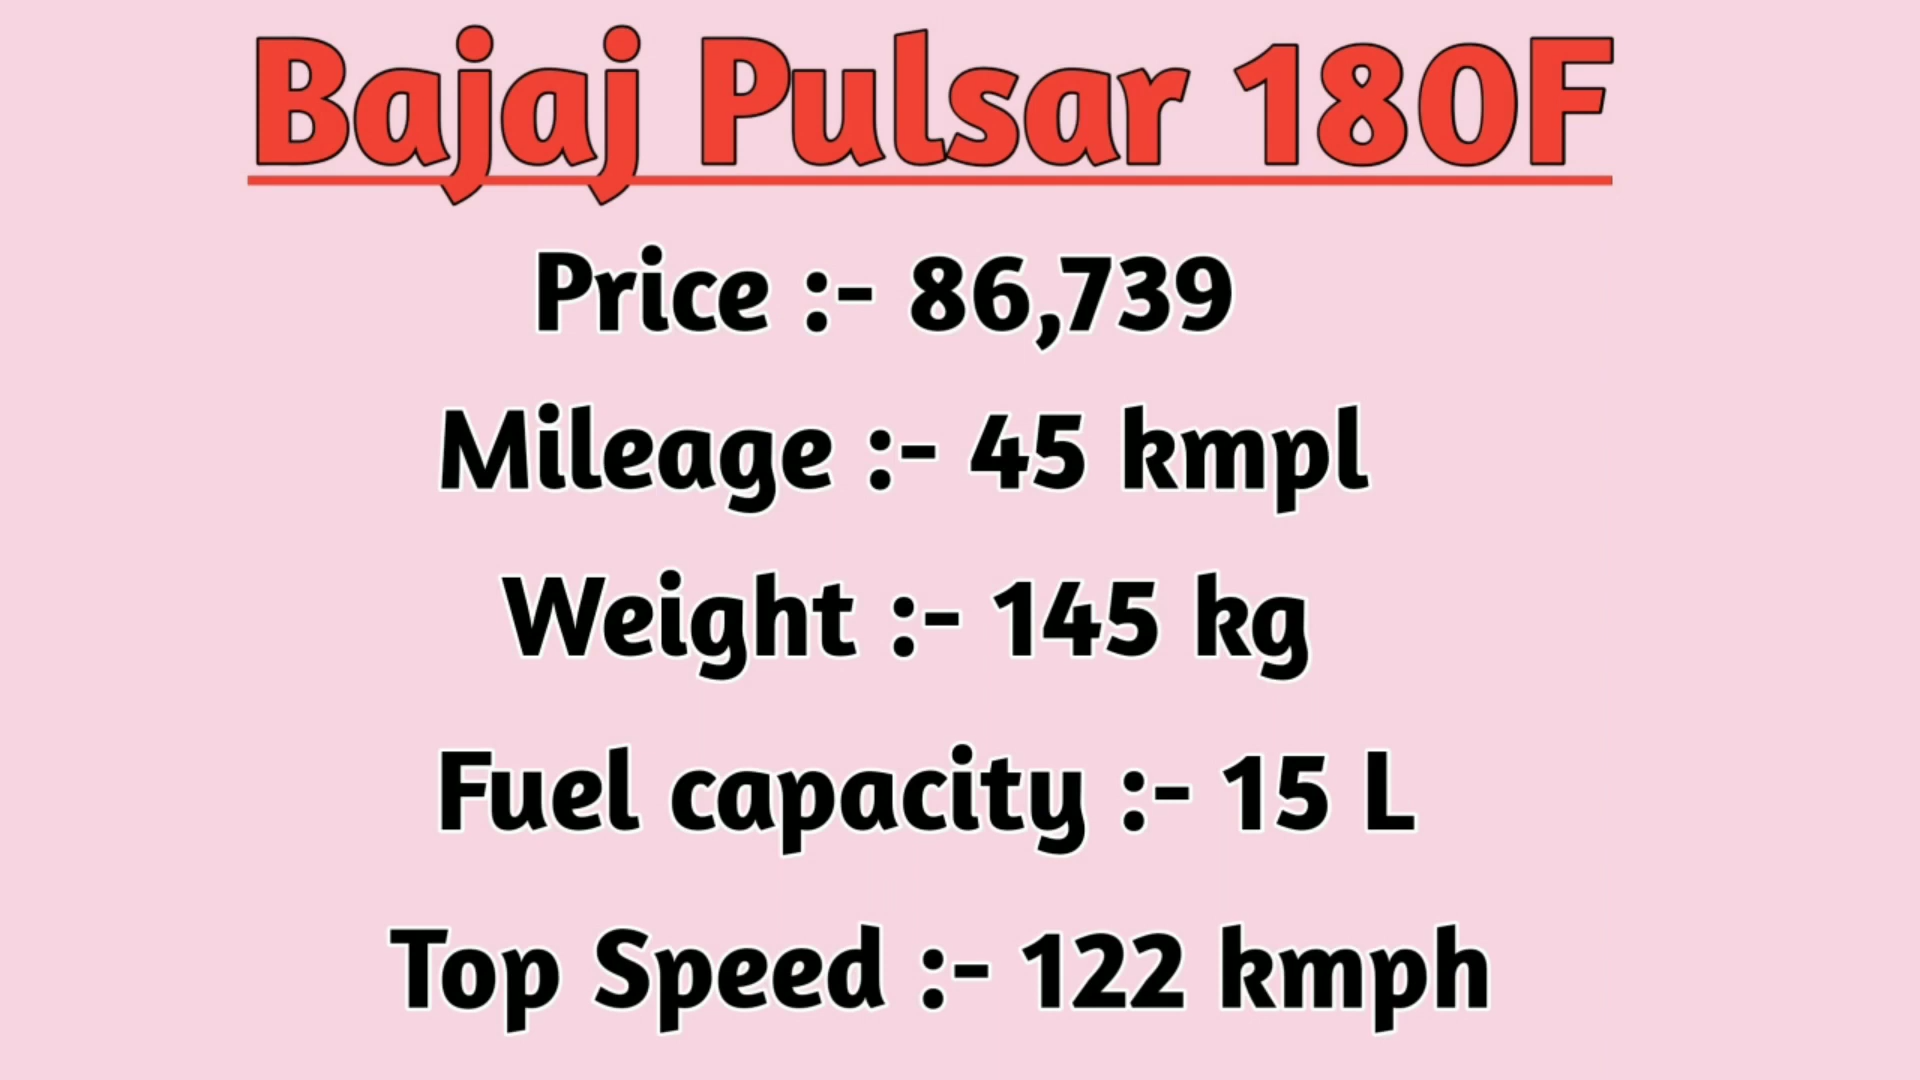 Bajaj Pulsar 180F
Price :- 86,739
Mileage :- 45 kmpl
Weight :- 145 kg
Fuel capacity :- 15 L
Top Speed :- 122 kmph